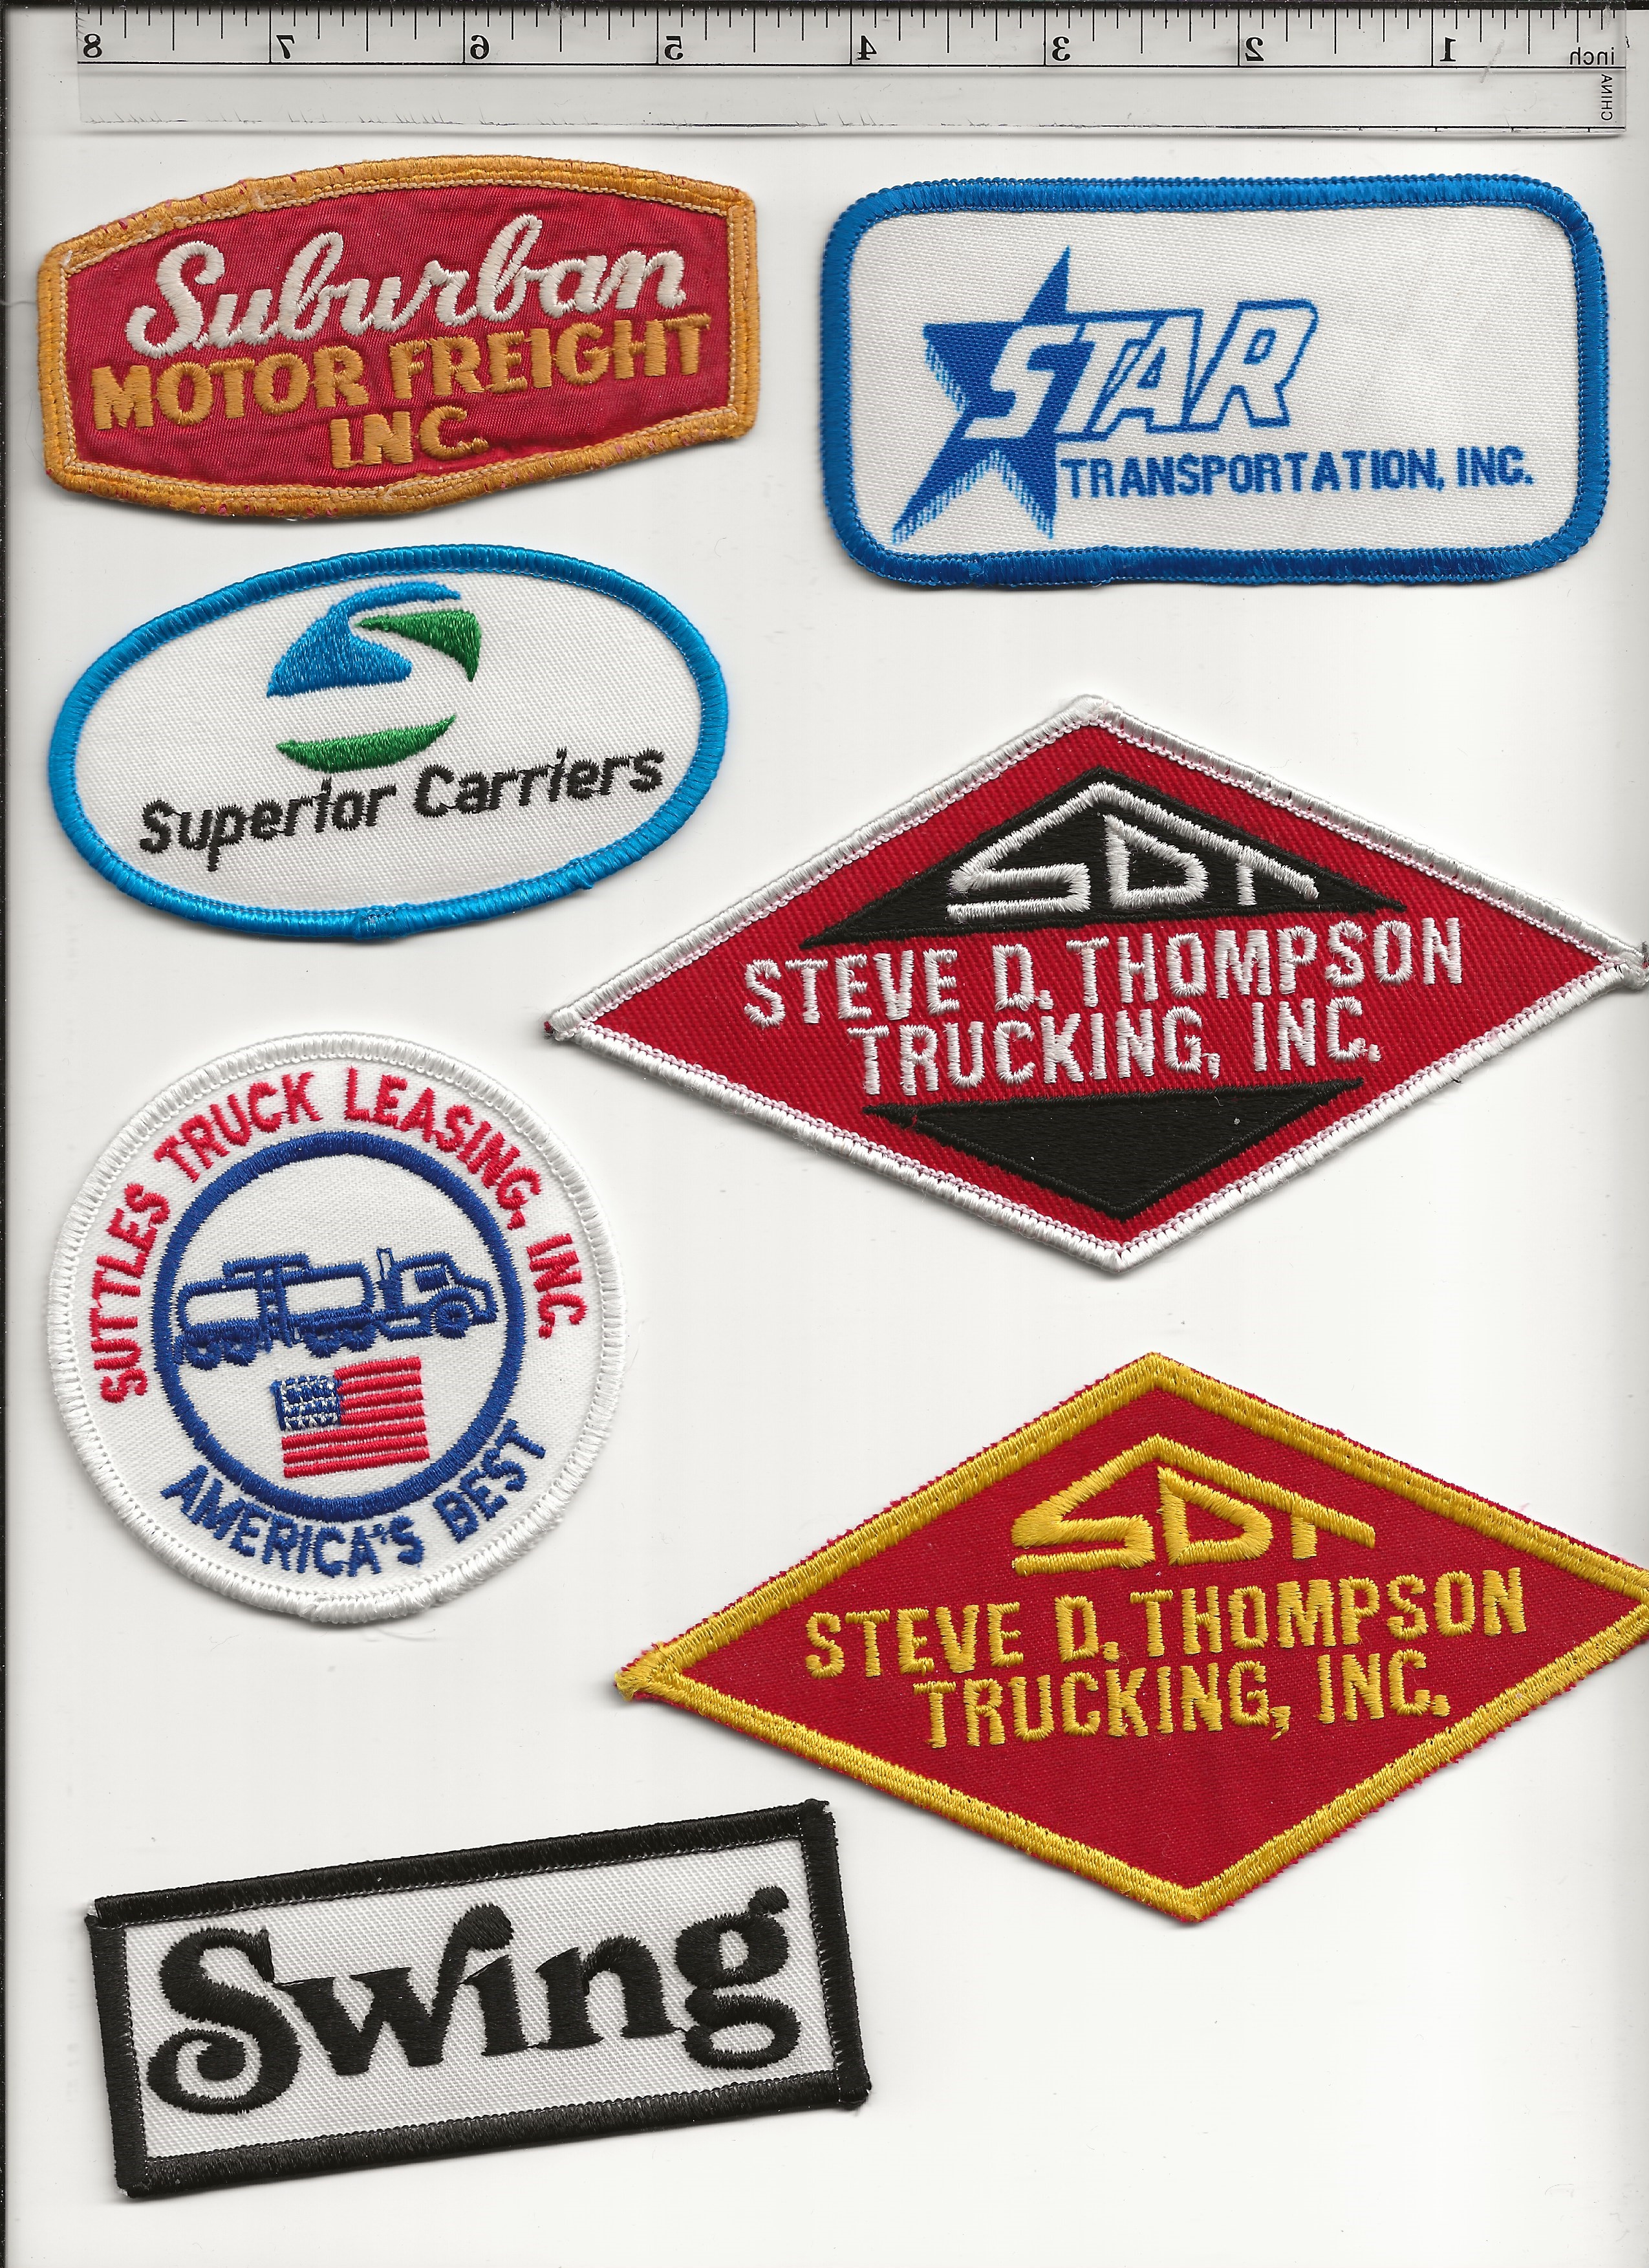 8 7 6 5 4 3 2 1 inch
CHINA
Suburban
MOTOR FREIGHT
INC.
STAR
TRANSPORTATION, INC.
Superior Carriers
SDT
STEVE D. THOMPSON
TRUCKING, INC.
SUTTLES TRUCK LEASING, INC.
AMERICA'S BEST
SDT
STEVE D. THOMPSON
TRUCKING, INC.
Swing